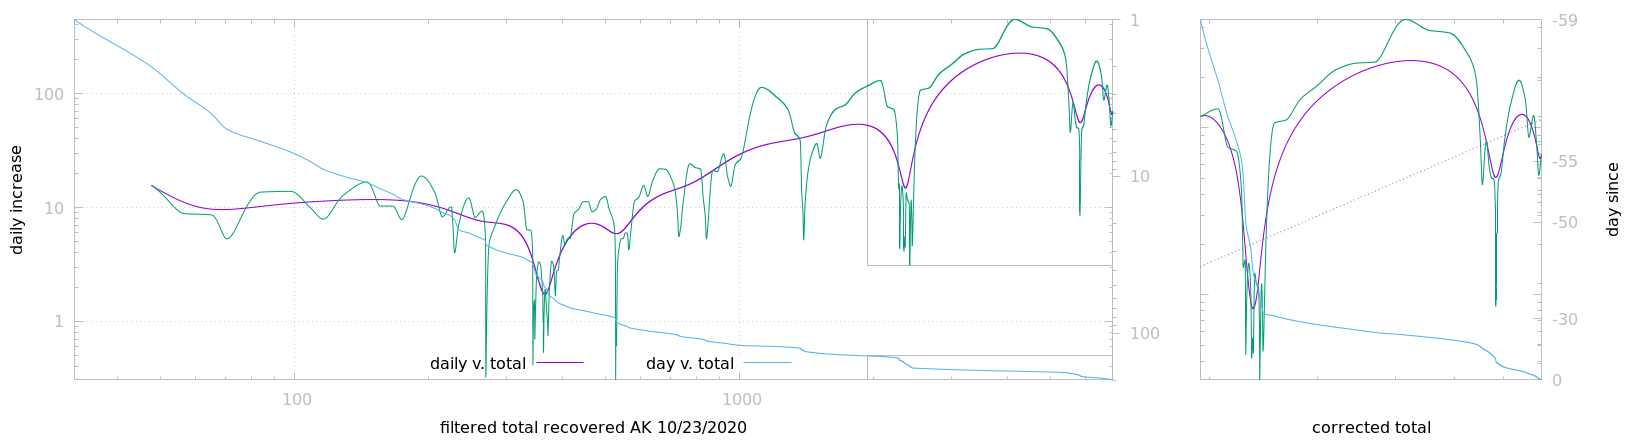 daily increase
100
10
1
100
1000
1
10
100
daily v. total
day v. total
filtered total recovered AK 10/23/2020
-59
-55
-50
-30
0
day since
corrected total